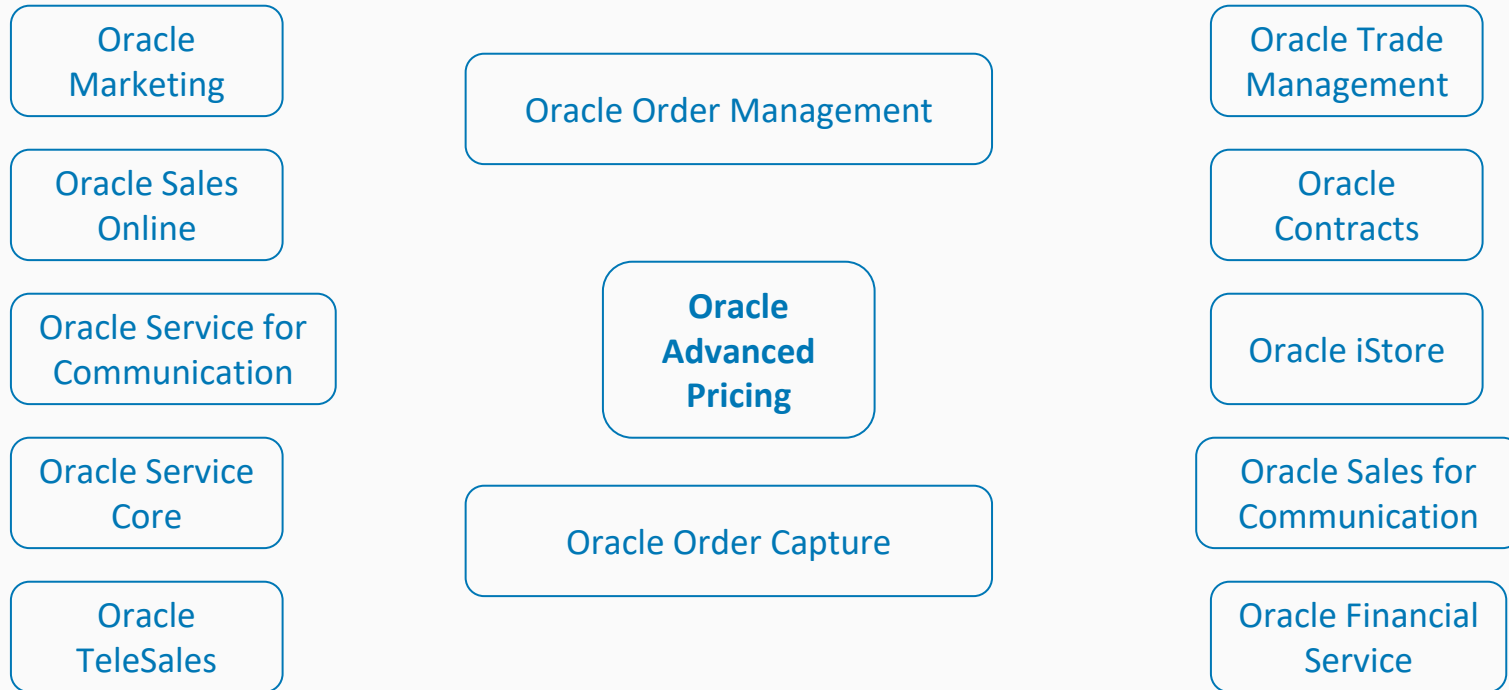 Oracle
Marketing
Oracle Sales
Online
Oracle Service for
Communication
Oracle Service
Core
Oracle
TeleSales
Oracle Order Management
Oracle
Advanced
Pricing
Oracle Order Capture
Oracle Trade
Management
Oracle
Contracts
Oracle iStore
Oracle Sales for
Communication
Oracle Financial
Service